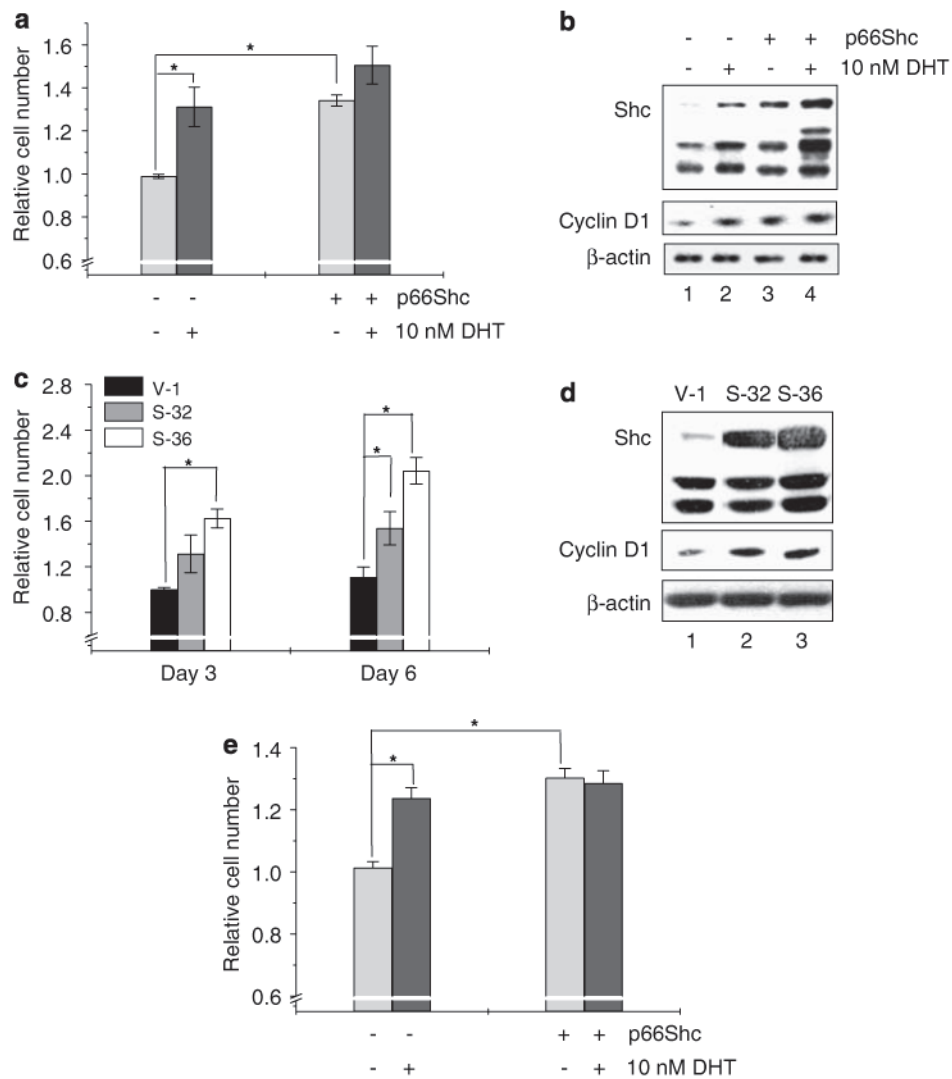 a
Relative cell number
1.6
1.4
1.2
1.0
0.8
0.6
*
*
- - + + p66Shc
- + - + 10 nM DHT
b
- - + + p66Shc
- + - + 10 nM DHT
Shc
Cyclin D1
β-actin
1 2 3 4
c
Relative cell number
2.8
2.4
2.0
1.6
1.2
0.8
V-1
S-32
S-36
*
*
*
Day 3 Day 6
d
V-1 S-32 S-36
Shc
Cyclin D1
β-actin
1 2 3
e
Relative cell number
1.4
1.2
1.0
0.8
0.6
*
*
- - + + p66Shc
- + - + 10 nM DHT